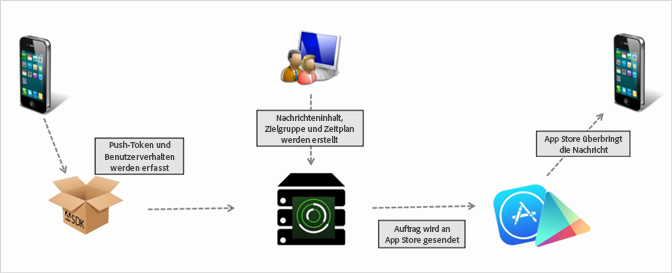 Nachrichteninhalt,
Zielgruppe und Zeitplan
werden erstellt
Push-Token und
Benutzerverhalten
werden erfasst
App Store überbringt
die Nachricht
SDK
Auftrag wird an
App Store gesendet